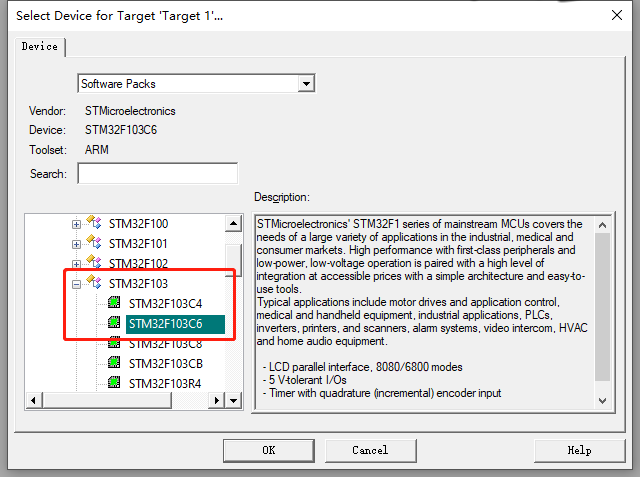 Select Device for Target 'Target 1'...
Device
Software Packs
Vendor: STMicroelectronics
Device: STM32F103C6
Toolset: ARM
Search:
Description:
STM32F100
STM32F101
STM32F102
STM32F103
STM32F103C4
STM32F103C6
STM32F103C8
STM32F103CB
STM32F103R4
STMicroelectronics' STM32F1 series of mainstream MCUs covers the
needs of a large variety of applications in the industrial, medical and
consumer markets. High performance with first-class peripherals and
low-power, low-voltage operation is paired with a high level of
integration at accessible prices with a simple architecture and easy-to-
use tools.
Typical applications include motor drives and application control,
medical and handheld equipment, industrial applications, PLCs,
inverters, printers, and scanners, alarm systems, video intercom, HVAC
and home audio equipment.
- LCD parallel interface, 8080/6800 modes
- 5 V-tolerant I/Os
- Timer with quadrature (incremental) encoder input
OK
Cancel
Help